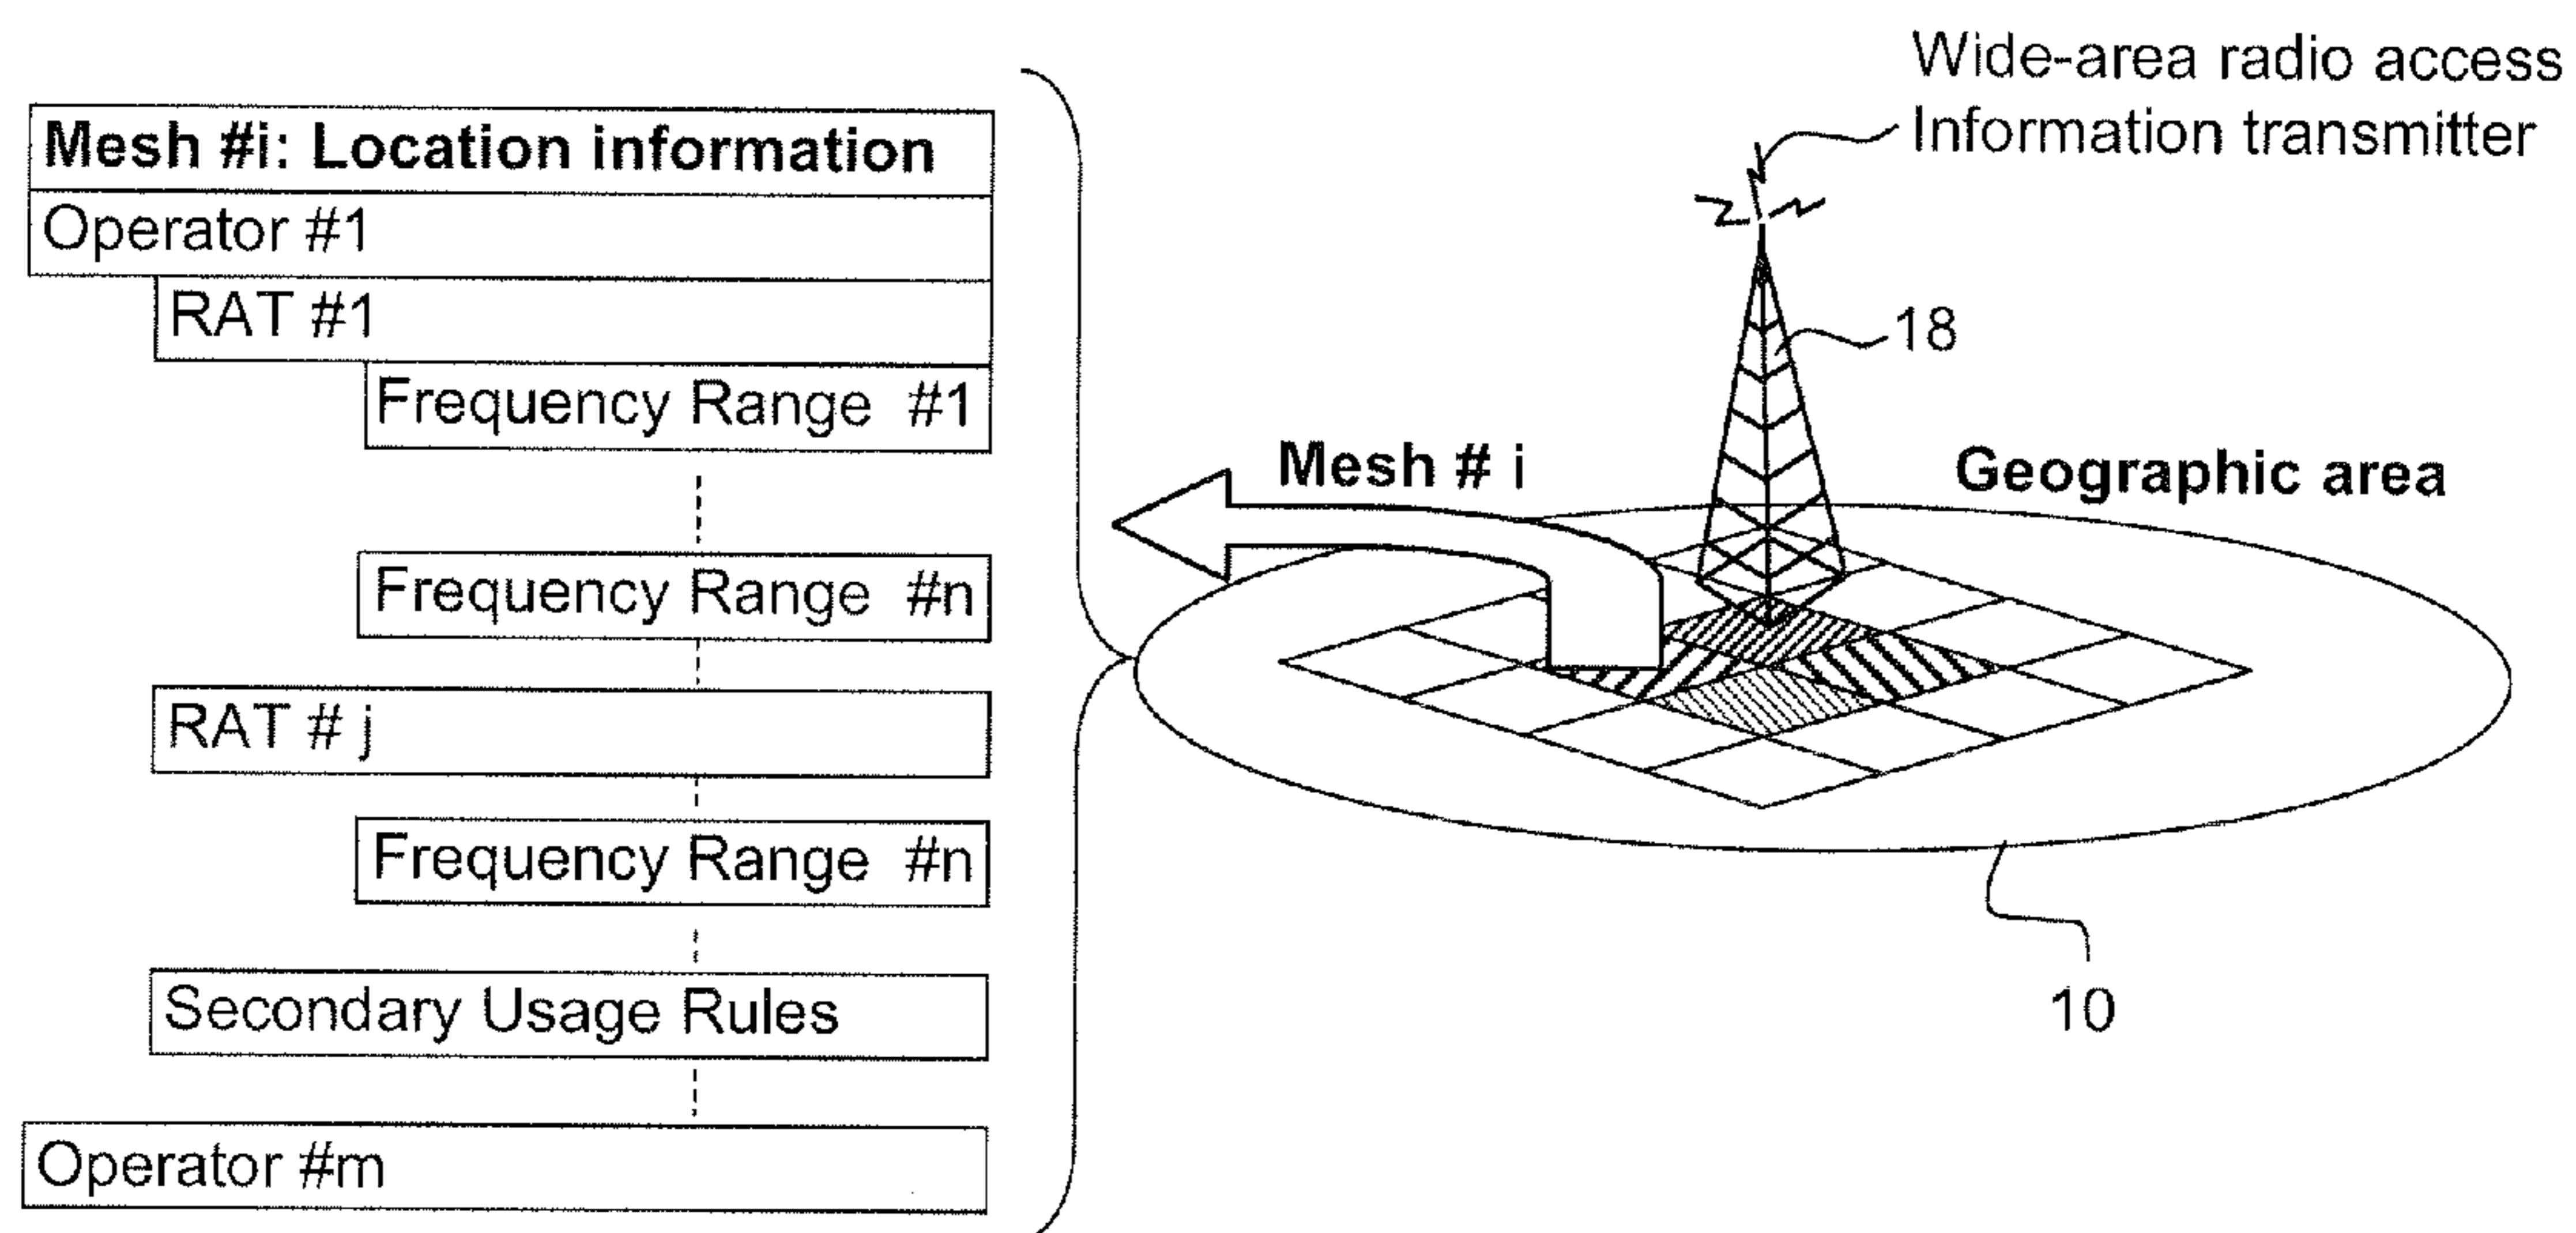 Mesh #i: Location information
Operator #1
RAT #1
Frequency Range #1
Frequency Range #n
RAT # j
Frequency Range #n
Secondary Usage Rules
Operator #m
Wide-area radio access
Information transmitter
18
Mesh # i
Geographic area
10